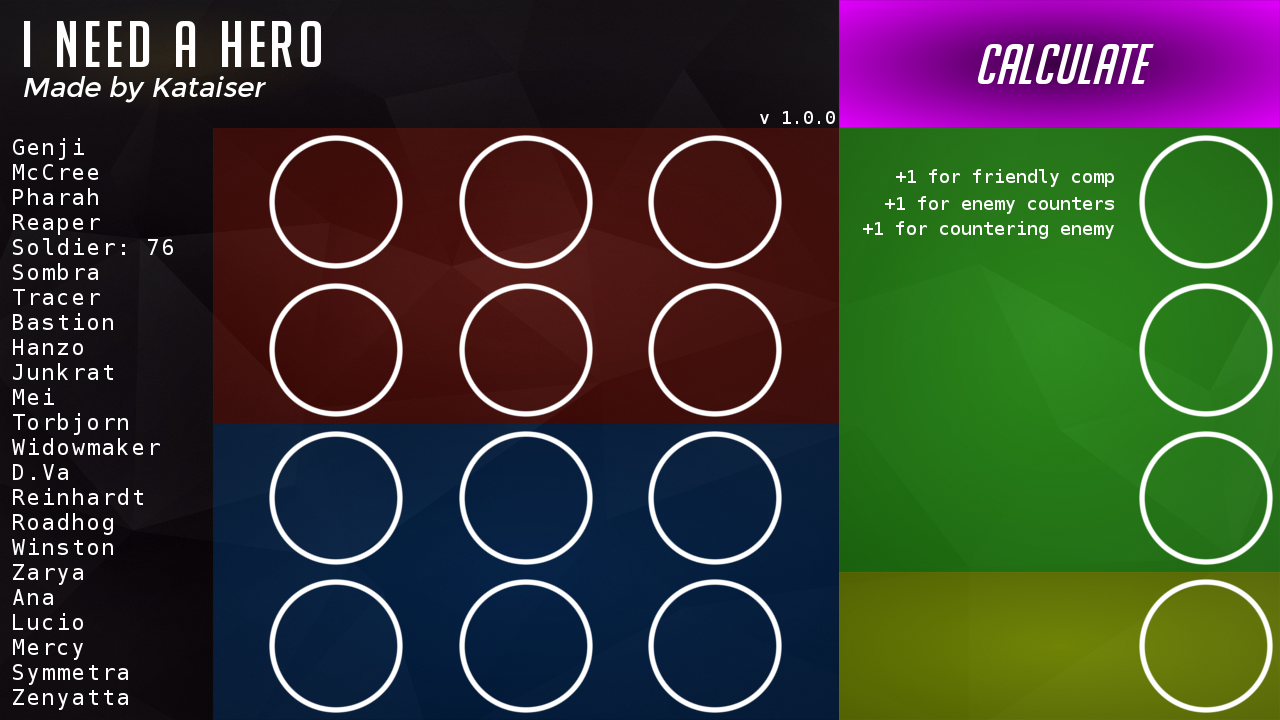 I NEED A HERO
Made by Kataiser
CALCULATE
v 1.0.0
Genji
McCree
Pharah
Reaper
Soldier: 76
Sombra
Tracer
Bastion
Hanzo
Junkrat
Mei
Torbjorn
Widowmaker
D.Va
Reinhardt
Roadhog
Winston
Zarya
Ana
Lucio
Mercy
Symmetra
Zenyatta
+1 for friendly comp
+1 for enemy counters
+1 for countering enemy